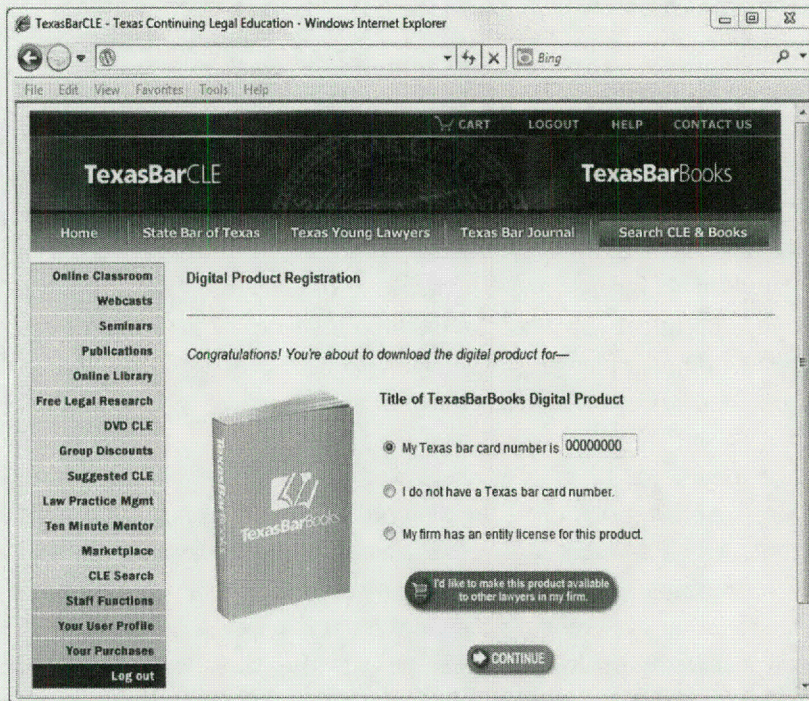 TexasBarCLE - Texas Continuing Legal Education - Windows Internet Explorer
Bing
File Edit View Favorites Tools Help
CART LOGOUT HELP CONTACT US
TexasBarCLE
TexasBarBooks
Home State Bar of Texas Texas Young Lawyers Texas Bar Journal Search CLE & Books
Online Classroom
Webcasts
Seminars
Publications
Online Library
Free Legal Research
DVD CLE
Group Discounts
Suggested CLE
Law Practice Mgmt
Ten Minute Mentor
Marketplace
CLE Search
Staff Functions
Your User Profile
Your Purchases
Log out
Digital Product Registration
Congratulations! You're about to download the digital product for—
TexasBarBooks
TexasBarBooks
Title of TexasBarBooks Digital Product
My Texas bar card number is 00000000
I do not have a Texas bar card number.
My firm has an entity license for this product.
I'd like to make this product available
to other lawyers in my firm.
CONTINUE